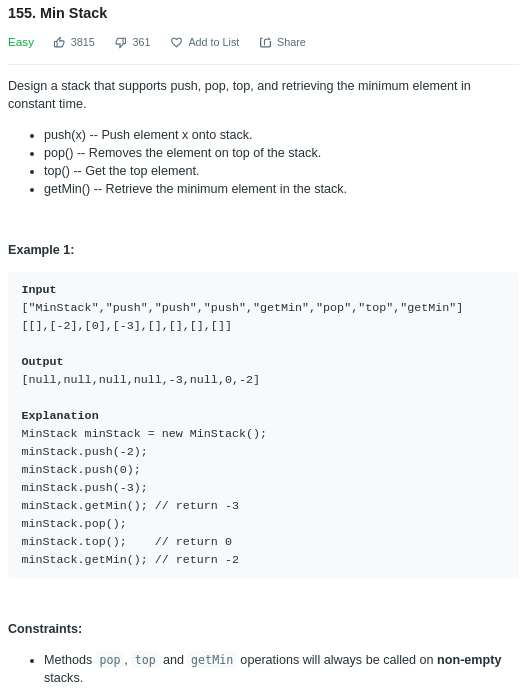 155. Min Stack
Easy 3815 361 Add to List Share
Design a stack that supports push, pop, top, and retrieving the minimum element in
constant time.
• push(x) -- Push element x onto stack.
• pop() -- Removes the element on top of the stack.
• top() -- Get the top element.
• getMin() -- Retrieve the minimum element in the stack.
Example 1:
Input
["MinStack","push","push","push","getMin","pop","top","getMin"]
[[],[-2],[0],[-3],[],[],[],[]]
Output
[null,null,null,null,-3,null,0,-2]
Explanation
MinStack minStack = new MinStack();
minStack.push(-2);
minStack.push(0);
minStack.push(-3);
minStack.getMin(); // return -3
minStack.pop();
minStack.top();    // return 0
minStack.getMin(); // return -2
Constraints:
• Methods pop, top and getMin operations will always be called on non-empty
stacks.